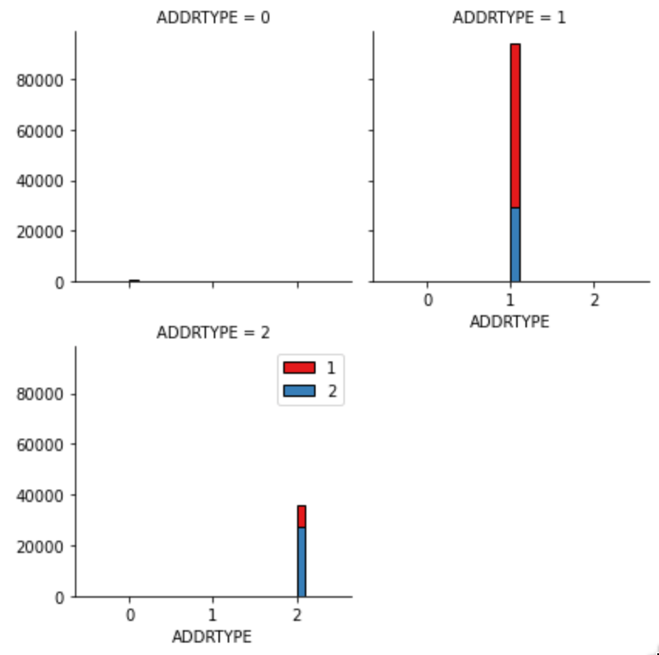 ADDRTYPE = 0
ADDRTYPE = 1
80000
60000
40000
20000
0
0 1 2
ADDRTYPE
ADDRTYPE = 2
1
2
80000
60000
40000
20000
0
0 1 2
ADDRTYPE